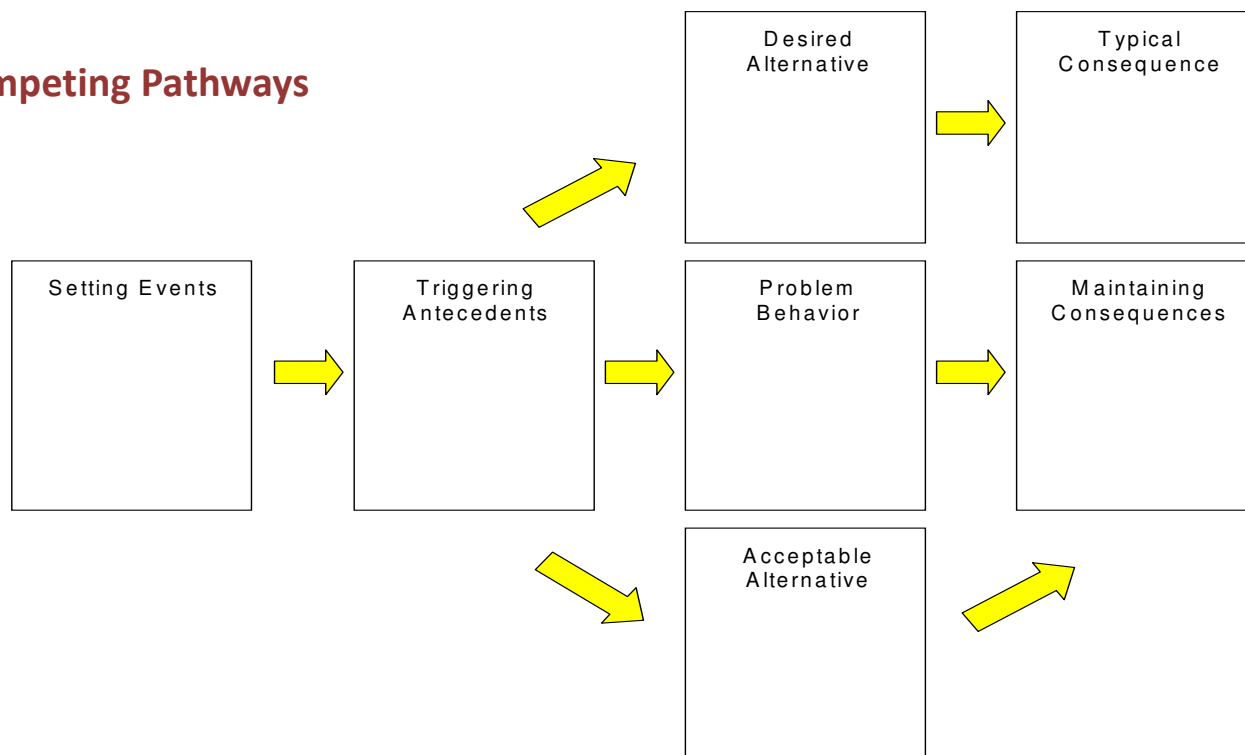 mpeting Pathways
Desired
Alternative
Typical
Consequence
Setting Events
Triggering
Antecedents
Problem
Behavior
Maintaining
Consequences
Acceptable
Alternative